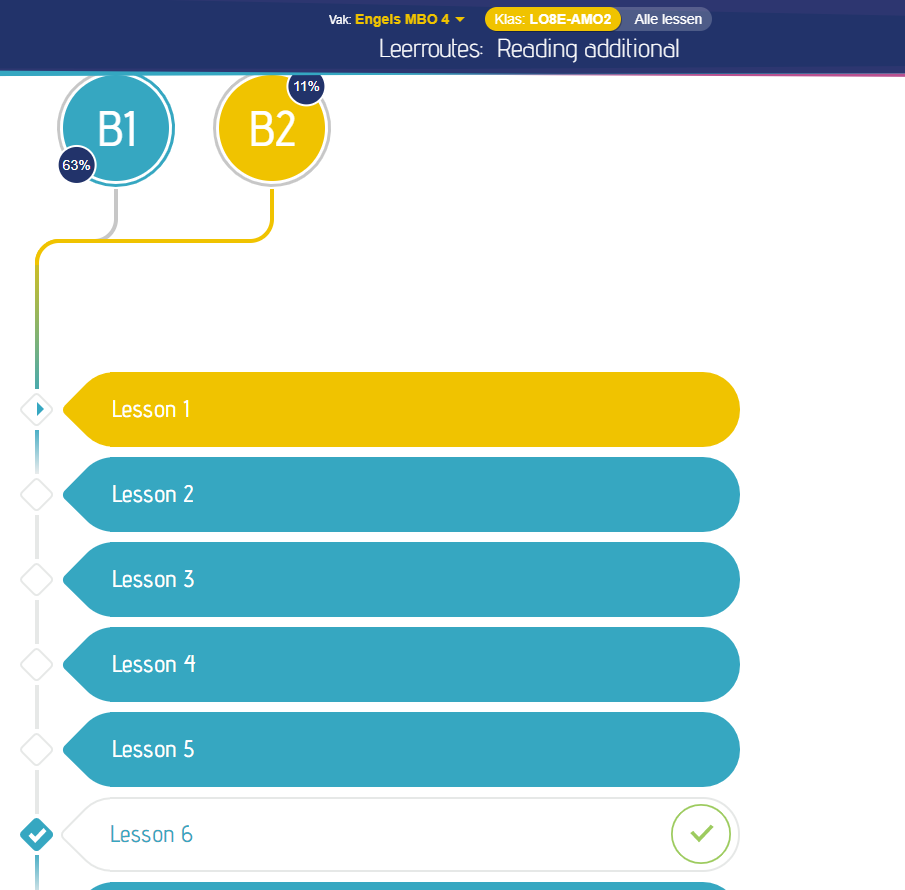 Vak: Engels MBO 4 Klas: LO8E-AMO2 Alle lessen
Leerroutes: Reading additional
B1 63%
B2 11%
Lesson 1
Lesson 2
Lesson 3
Lesson 4
Lesson 5
Lesson 6